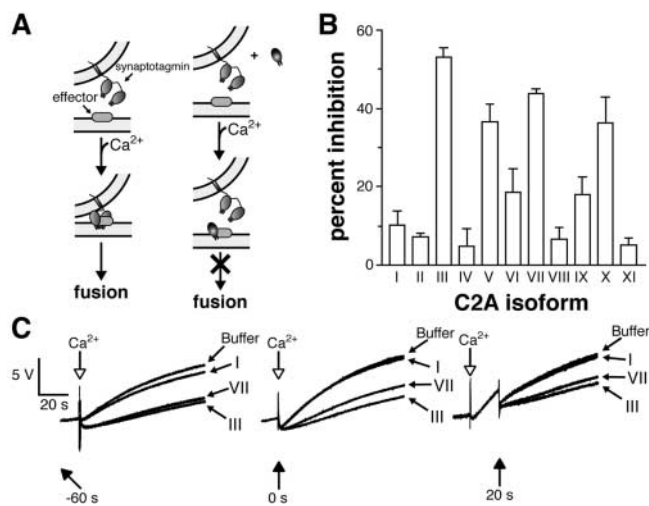 A
synaptotagmin
+
effector
Ca2+
Ca2+
fusion
fusion
B
percent inhibition
60
40
20
0
I II III IV V VI VII VIII IX X XI
C2A isoform
C
5 V
20 s
Ca2+
Buffer
I
VII
III
-60 s
Ca2+
Buffer
I
VII
III
0 s
Ca2+
Buffer
I
VII
III
20 s